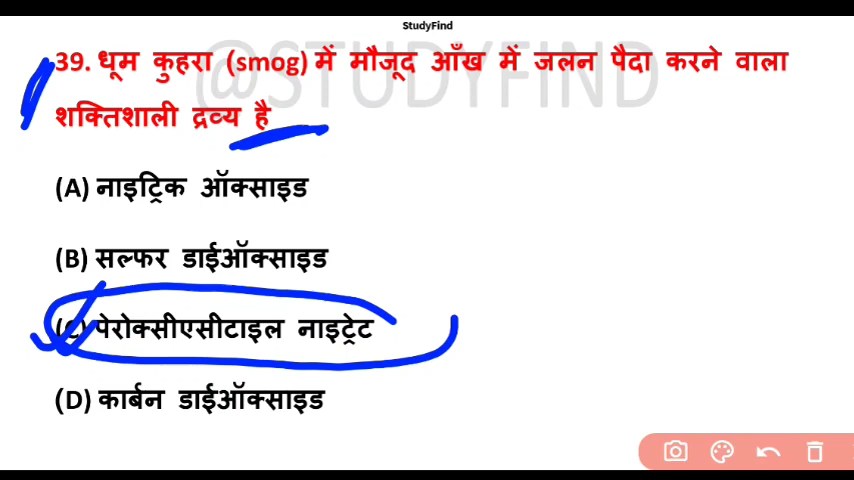 StudyFind
@STUDYFIND
39. धूम कुहरा (smog) में मौजूद आँख में जलन पैदा करने वाला
शक्तिशाली द्रव्य है
(A) नाइट्रिक ऑक्साइड
(B) सल्फर डाईऑक्साइड
(C) पेरोक्सीएसीटाइल नाइट्रेट
(D) कार्बन डाईऑक्साइड